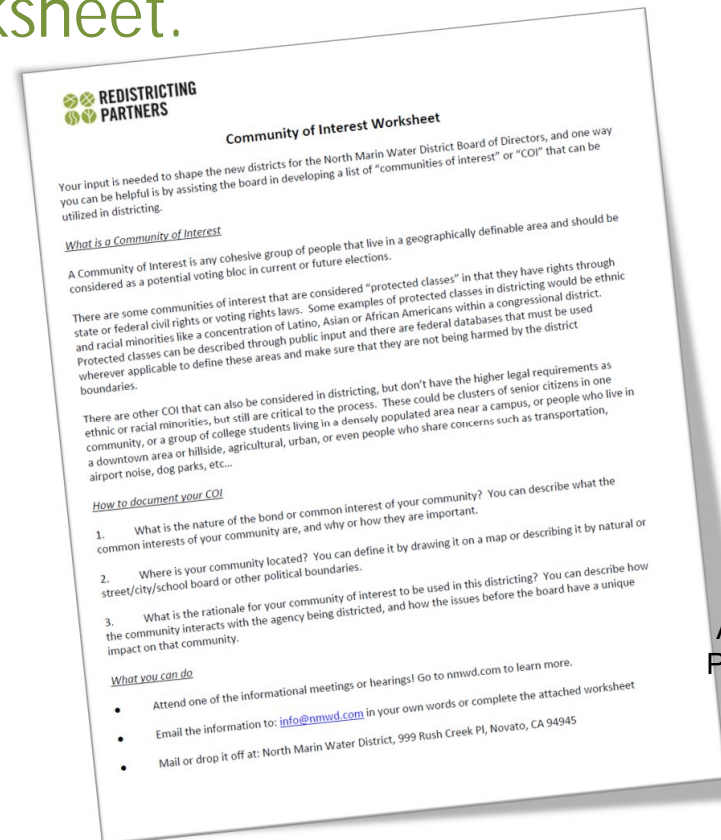 ksheet.
REDISTRICTING
PARTNERS
Community of Interest Worksheet
Your input is needed to shape the new districts for the North Marin Water District Board of Directors, and one way
you can be helpful is by assisting the board in developing a list of “communities of interest” or “COI” that can be
utilized in districting.
What is a Community of Interest
A Community of Interest is any cohesive group of people that live in a geographically definable area and should be
considered as a potential voting bloc in current or future elections.
There are some communities of interest that are considered “protected classes” in that they have rights through
state or federal civil rights or voting rights laws. Some examples of protected classes in districting would be ethnic
and racial minorities like a concentration of Latino, Asian or African Americans within a congressional district.
Protected classes can be described through public input and there are federal databases that must be used
wherever applicable to define these areas and make sure that they are not being harmed by the district
boundaries.
There are other COI that can also be considered in districting, but don’t have the higher legal requirements as
ethnic or racial minorities, but still are critical to the process. These could be clusters of senior citizens in one
community, or a group of college students living in a densely populated area near a campus, or people who live in
a downtown area or hillside, agricultural, urban, or even people who share concerns such as transportation,
airport noise, dog parks, etc...
How to document your COI
1. What is the nature of the bond or common interest of your community? You can describe what the
common interests of your community are, and why or how they are important.
2. Where is your community located? You can define it by drawing it on a map or describing it by natural or
street/city/school board or other political boundaries.
3. What is the rationale for your community of interest to be used in this districting? You can describe how
the community interacts with the agency being districted, and how the issues before the board have a unique
impact on that community.
What you can do
• Attend one of the informational meetings or hearings! Go to nmwd.com to learn more.
• Email the information to: info@nmwd.com in your own words or complete the attached worksheet
• Mail or drop it off at: North Marin Water District, 999 Rush Creek Pl, Novato, CA 94945